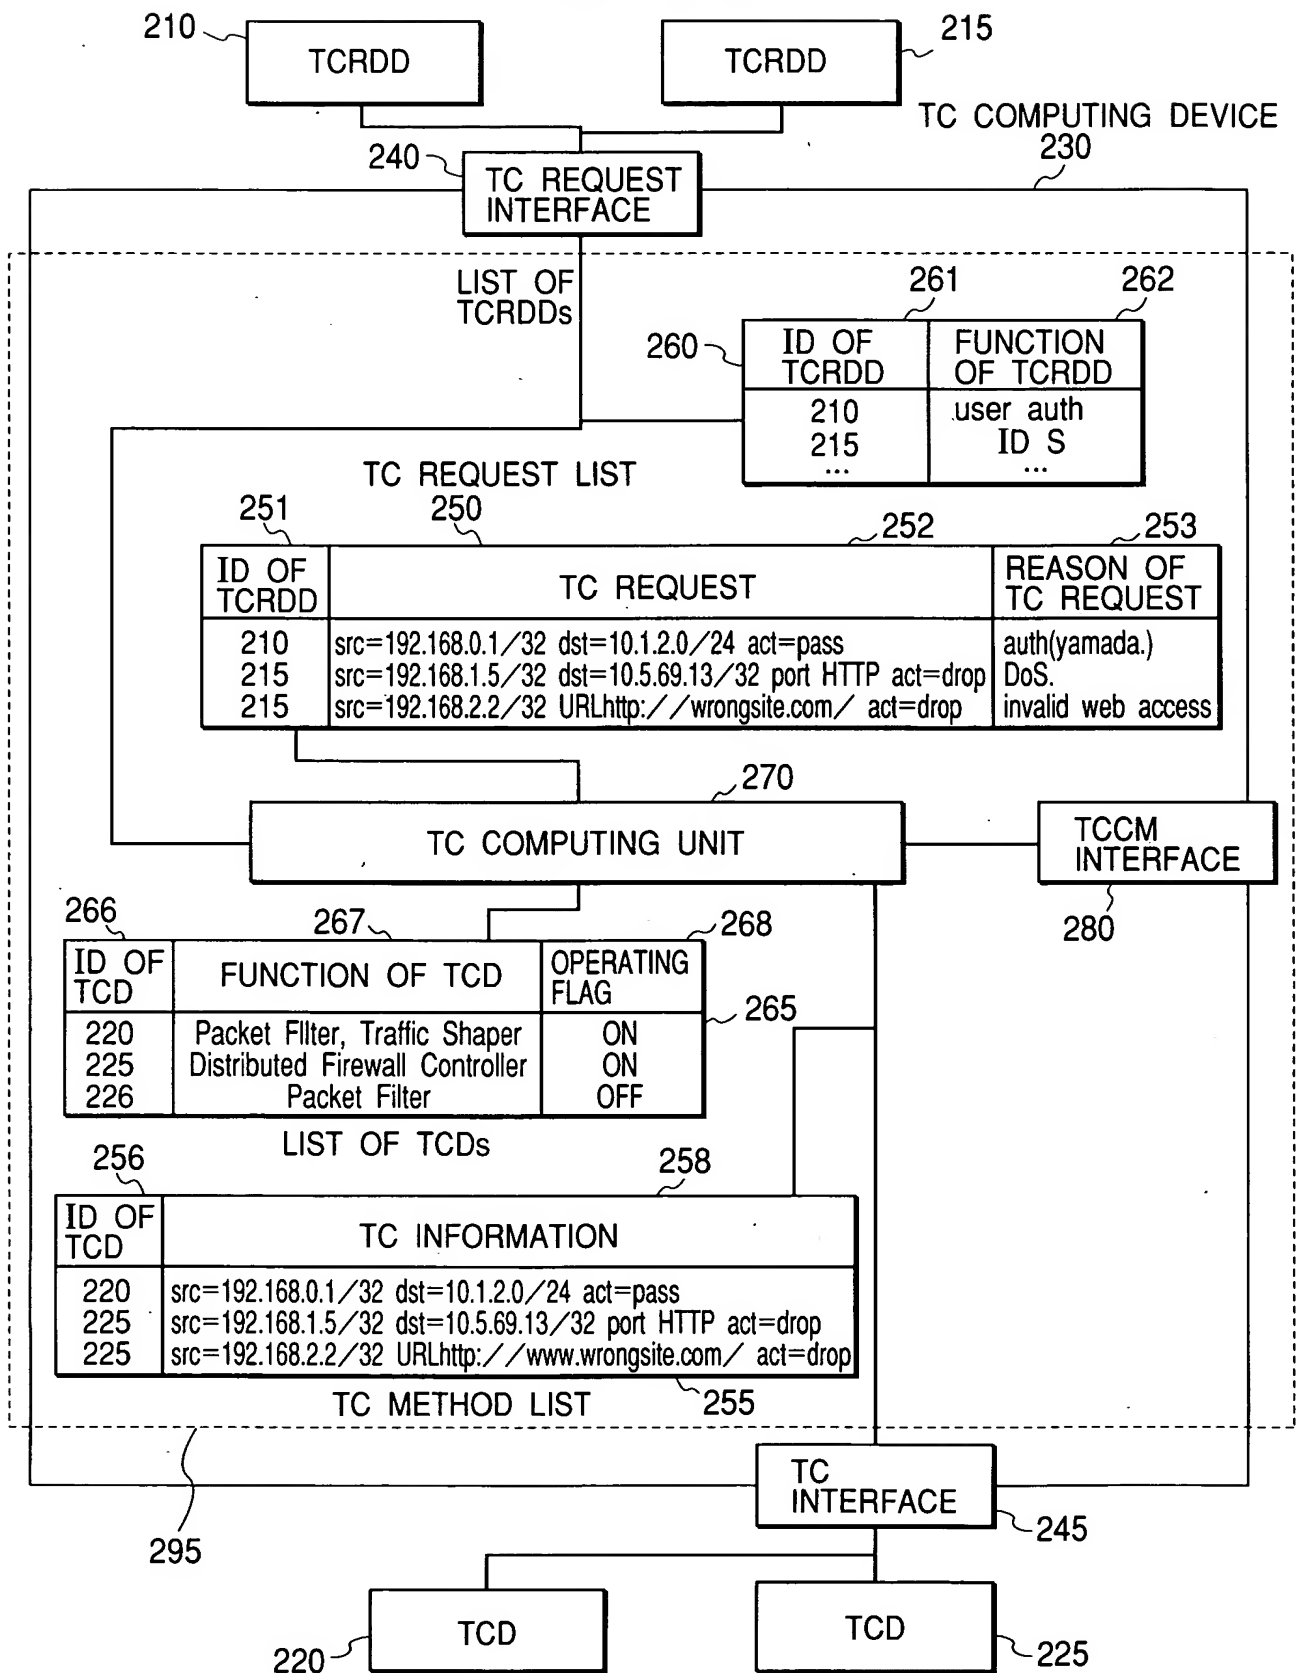 210
TCRDD
TCRDD
215
TC COMPUTING DEVICE
230
240
TC REQUEST
INTERFACE
LIST OF
TCRDDs
261
262
260
ID OF
TCRDD
FUNCTION
OF TCRDD
210
user auth
215
ID S
...
...
TC REQUEST LIST
251
250
252
253
ID OF
TCRDD
TC REQUEST
REASON OF
TC REQUEST
210
src=192.168.0.1/32 dst=10.1.2.0/24 act=pass
auth(yamada.)
215
src=192.168.1.5/32 dst=10.5.69.13/32 port HTTP act=drop
DoS.
215
src=192.168.2.2/32 URLhttp://wrongsite.com/ act=drop
invalid web access
270
TC COMPUTING UNIT
TCCM
INTERFACE
280
266
267
268
ID OF
TCD
FUNCTION OF TCD
OPERATING
FLAG
265
220
Packet Filter, Traffic Shaper
ON
225
Distributed Firewall Controller
ON
226
Packet Filter
OFF
LIST OF TCDs
256
258
ID OF
TCD
TC INFORMATION
220
src=192.168.0.1/32 dst=10.1.2.0/24 act=pass
225
src=192.168.1.5/32 dst=10.5.69.13/32 port HTTP act=drop
225
src=192.168.2.2/32 URLhttp://www.wrongsite.com/ act=drop
TC METHOD LIST
255
TC
INTERFACE
245
295
TCD
220
TCD
225